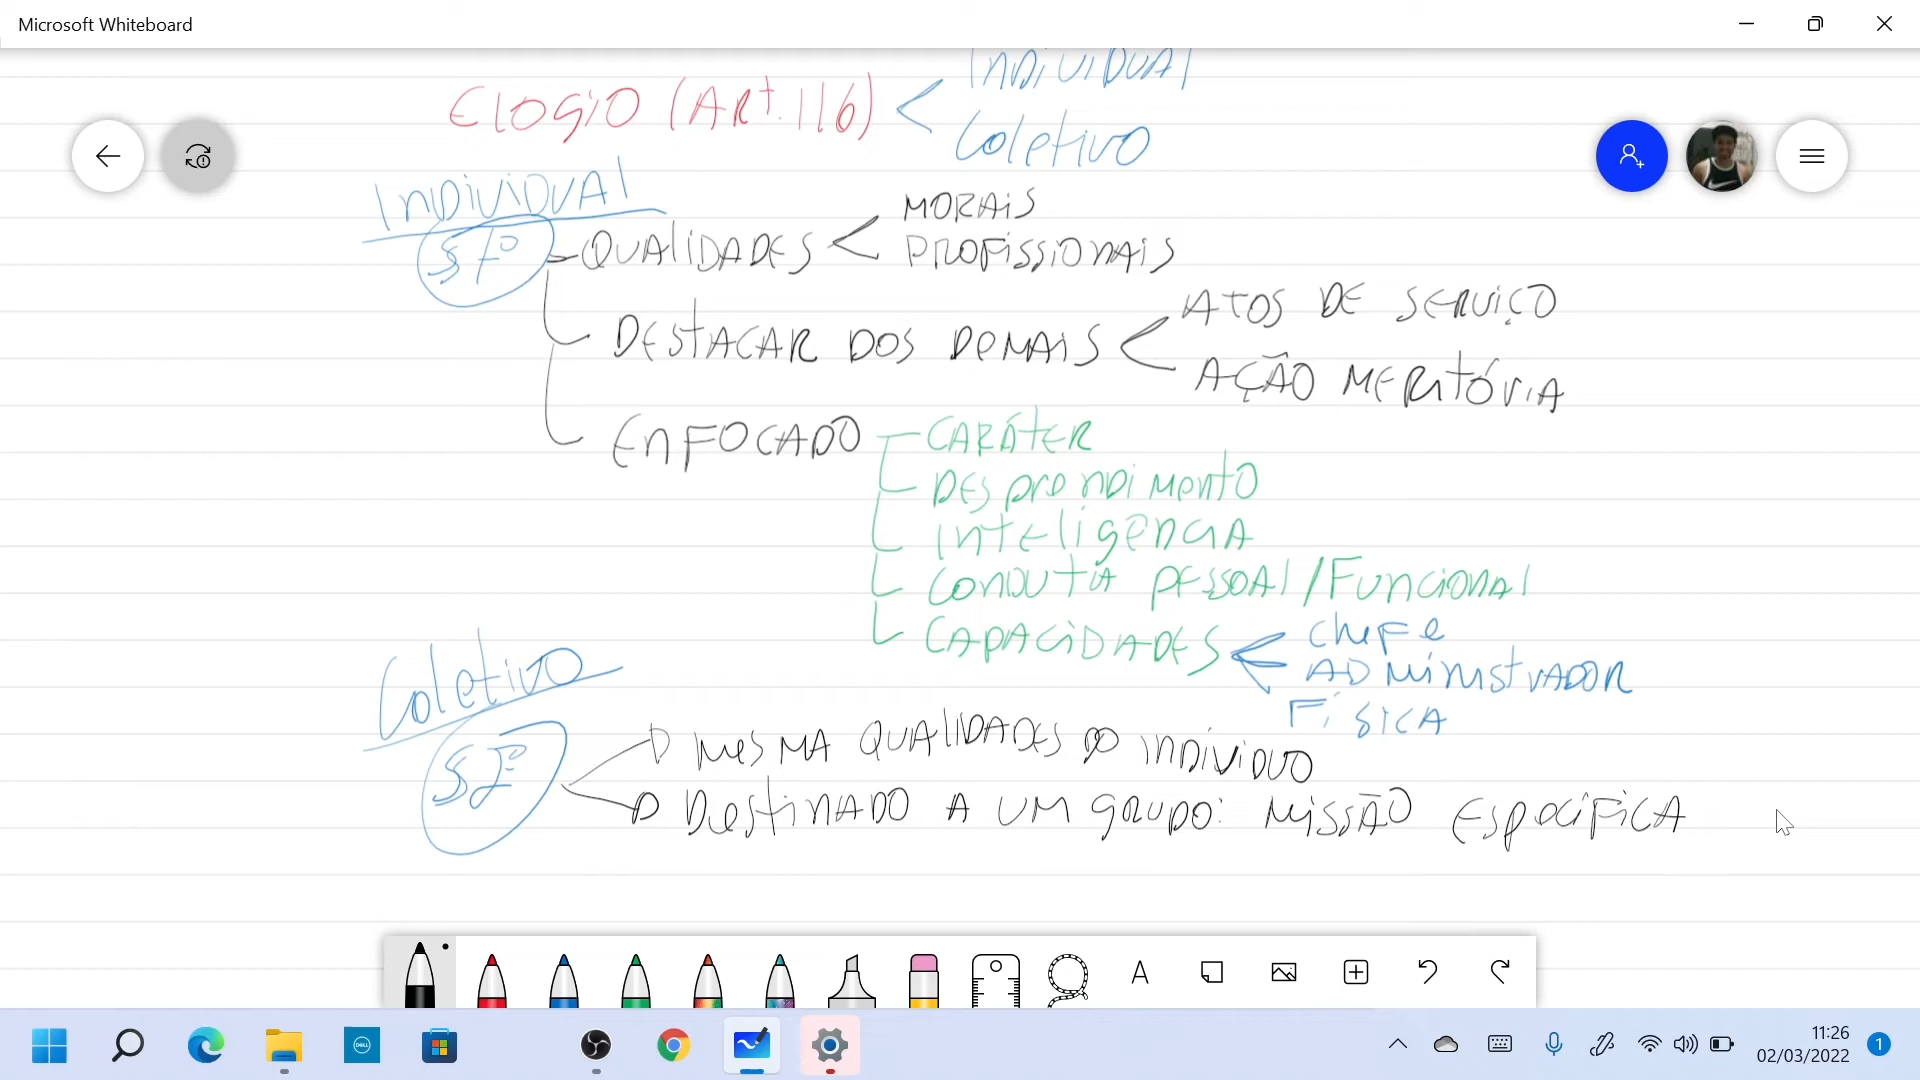 Microsoft Whiteboard
INDIVIDUAL
ELOGIO (ART. 116)
Coletivo
INDIVIDUAL
§ 1º
QUALIDADES
MORAIS
PROFISSIONAIS
DESTACAR DOS DEMAIS
ATOS DE SERVIÇO
AÇÃO MERITÓRIA
ENFOCADO
CARÁTER
DESPRENDIMENTO
INTELIGENCIA
CONDUTA PESSOAL/FUNCIONAL
CAPACIDADES
CHEFE
ADMINISTRADOR
FÍSICA
Coletivo
§ 2º
MESMA QUALIDADES DO INDIVIDUO
DESTINADO A UM GRUPO: MISSÃO ESPECÍFICA
A
DELL
11:26
02/03/2022
1